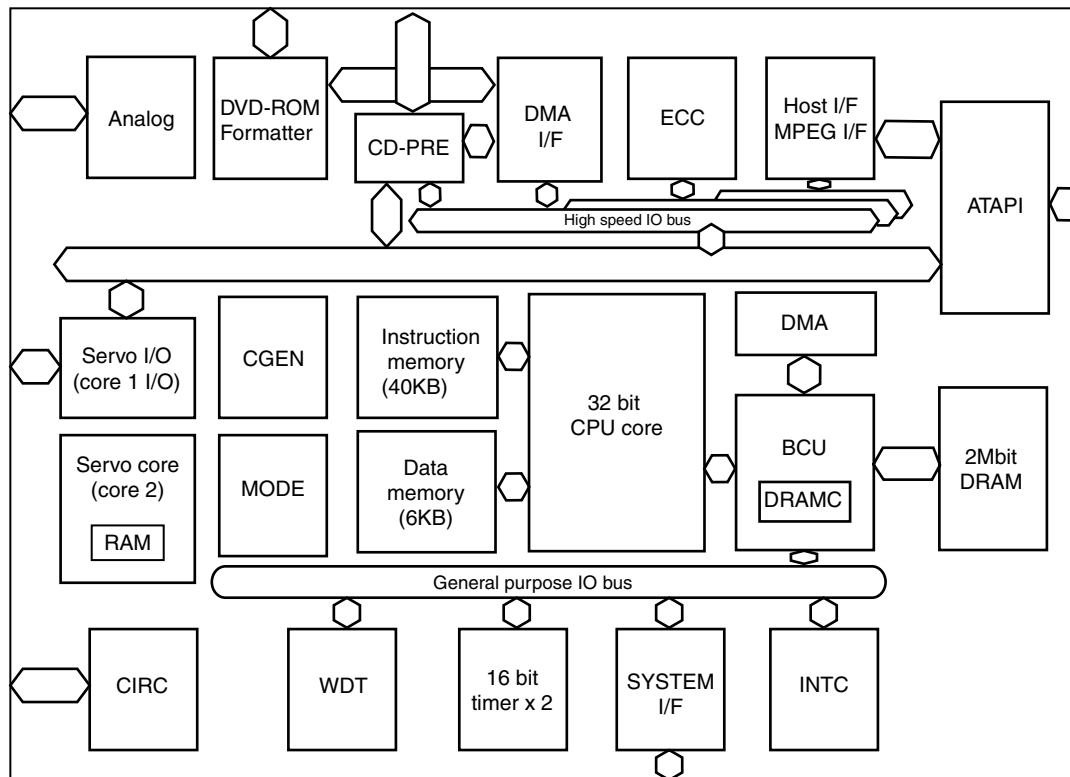 Analog
DVD-ROM
Formatter
CD-PRE
DMA
I/F
ECC
Host I/F
MPEG I/F
ATAPI
High speed IO bus
Servo I/O
(core 1 I/O)
CGEN
Instruction
memory
(40KB)
32 bit
CPU core
DMA
Servo core
(core 2)
RAM
MODE
Data
memory
(6KB)
BCU
DRAMC
2Mbit
DRAM
General purpose IO bus
CIRC
WDT
16 bit
timer x 2
SYSTEM
I/F
INTC